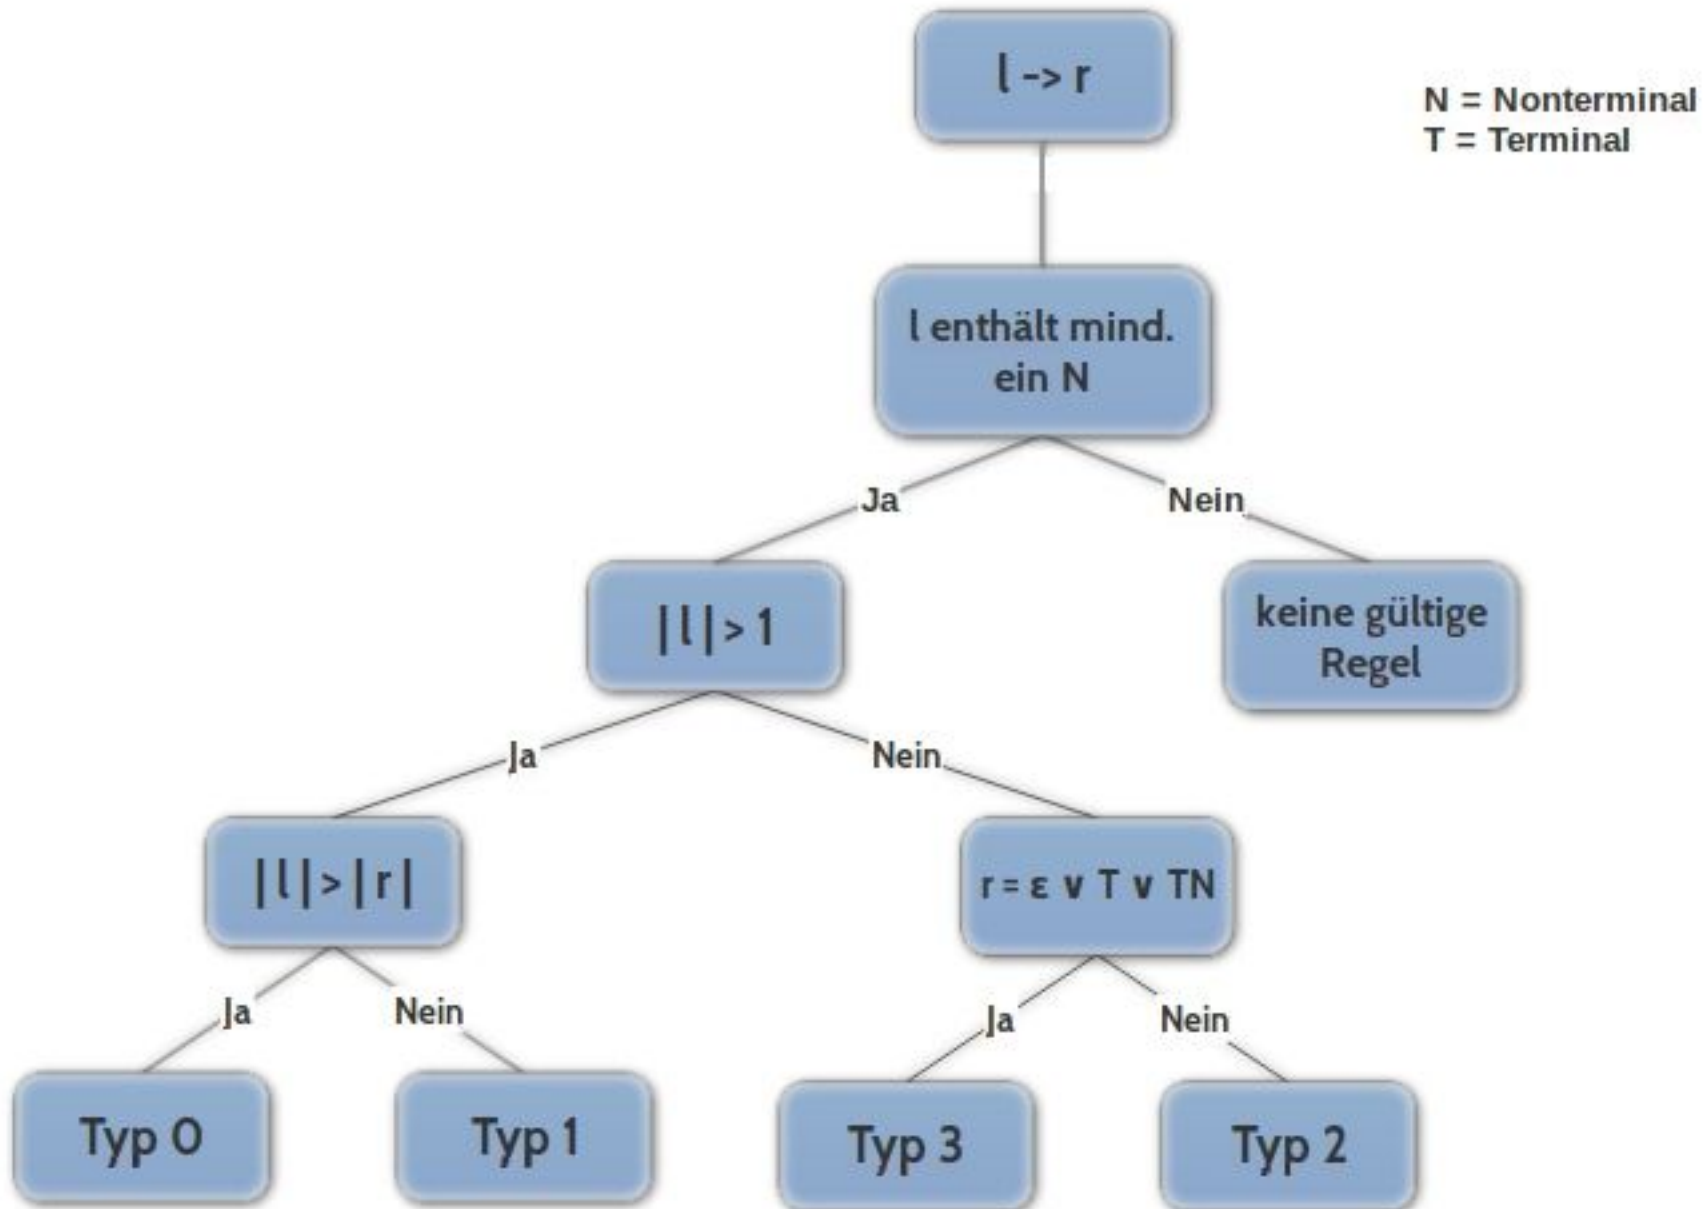 l -> r
N = Nonterminal
T = Terminal
l enthält mind.
ein N
Ja
Nein
| l | > 1
keine gültige
Regel
Ja
Nein
| l | > | r |
r = ε ∨ T ∨ TN
Ja
Nein
Ja
Nein
Typ 0
Typ 1
Typ 3
Typ 2